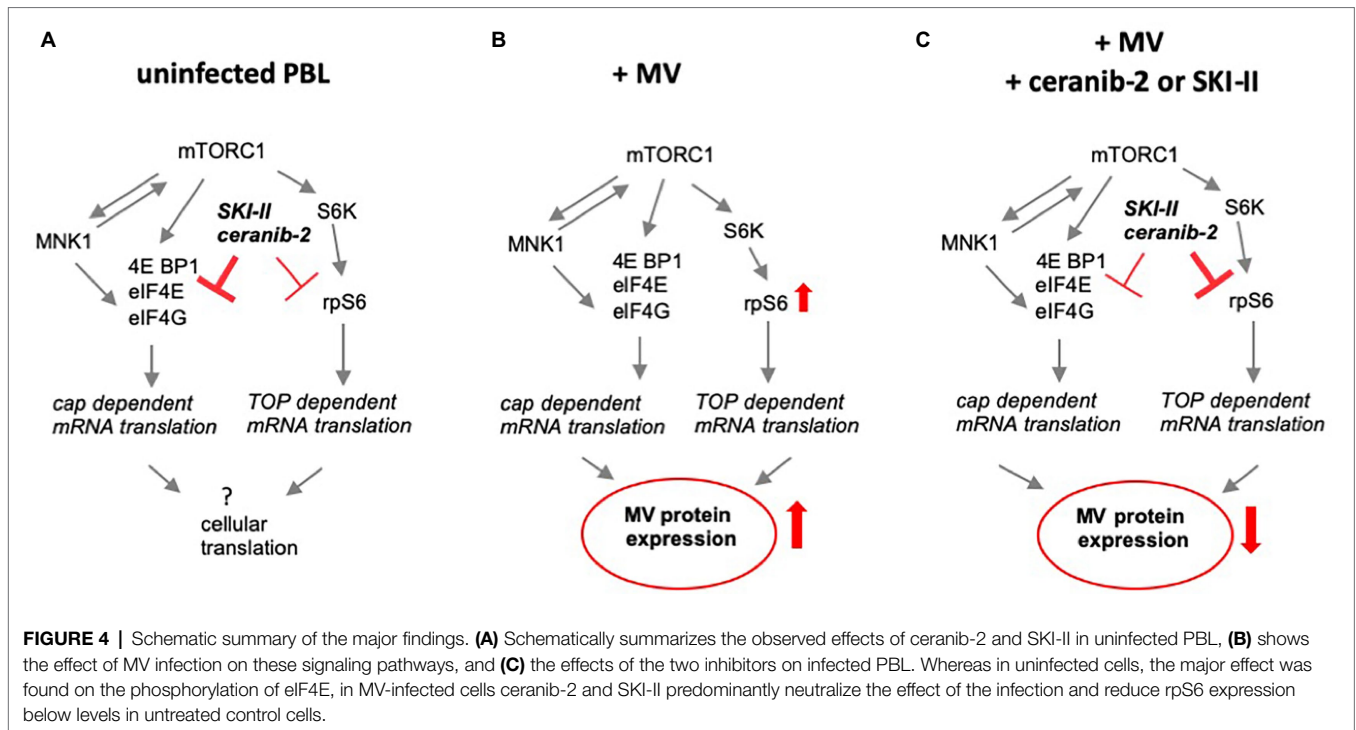 A
uninfected PBL
mTORC1
SKI-II
ceranib-2
S6K
MNK1
4E BP1
eIF4E
eIF4G
rpS6
cap dependent
mRNA translation
TOP dependent
mRNA translation
?
cellular
translation
B
+ MV
mTORC1
MNK1
S6K
4E BP1
eIF4E
eIF4G
rpS6
cap dependent
mRNA translation
TOP dependent
mRNA translation
MV protein
expression
C
+ MV
+ ceranib-2 or SKI-II
mTORC1
SKI-II
ceranib-2
S6K
MNK1
4E BP1
eIF4E
eIF4G
rpS6
cap dependent
mRNA translation
TOP dependent
mRNA translation
MV protein
expression
FIGURE 4 | Schematic summary of the major findings. (A) Schematically summarizes the observed effects of ceranib-2 and SKI-II in uninfected PBL, (B) shows
the effect of MV infection on these signaling pathways, and (C) the effects of the two inhibitors on infected PBL. Whereas in uninfected cells, the major effect was
found on the phosphorylation of eIF4E, in MV-infected cells ceranib-2 and SKI-II predominantly neutralize the effect of the infection and reduce rpS6 expression
below levels in untreated control cells.